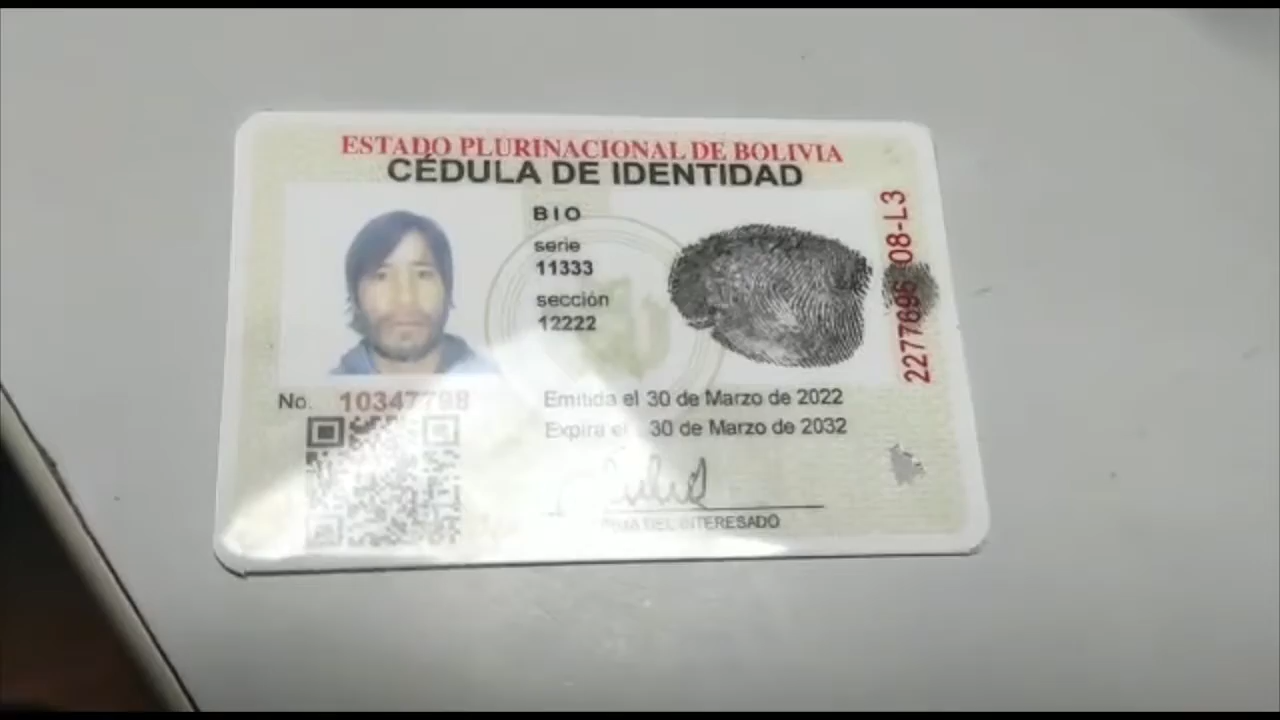 ESTADO PLURINACIONAL DE BOLIVIA
CÉDULA DE IDENTIDAD
BIO
serie
11333
sección
12222
No. 10347798
Emitida el 30 de Marzo de 2022
Expira el 30 de Marzo de 2032
DEL INTERESADO
08-L3